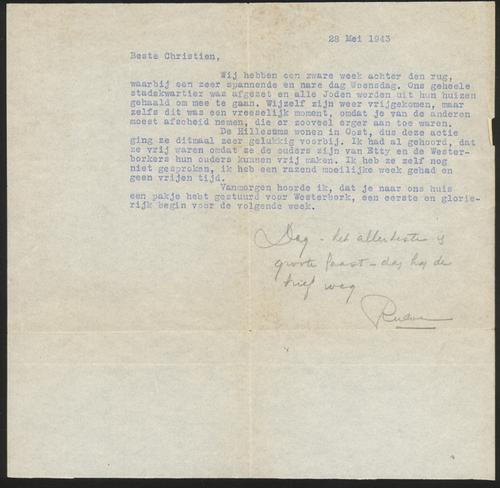 28 Mei 1943
Beste Christien,
Wij hebben een zware week achter den rug,
waarbij een zeer spannende en nare dag Woensdag. Ons geheele
stadskwartier was afgezet en alle Joden werden uit hun huizen
gehaald om mee te gaan. Wijzelf zijn weer vrijgekomen, maar
zelfs dit was een vreeselijk moment, omdat je van de anderen
moest afscheid nemen, die er zooveel erger aan toe waren.
De Hillesums wonen in Oost, dus deze actie
ging ze ditmaal zeer gelukkig voorbij. Ik had al gehoord, dat
ze vrij waren omdat ze de ouders zijn van Etty en de Wester-
borkers hun ouders kunnen vrij maken. Ik heb ze zelf nog
niet gesproken, ik heb een razend moeilijke week gehad en
geen vrijen tijd.
Vanmorgen hoorde ik, dat je naar ons huis
een pakje hebt gestuurd voor Westerbork, een eerste en glorie-
rijk begin voor de volgende week.
Dag - het allerbeste
groote haast - dag
brief weg